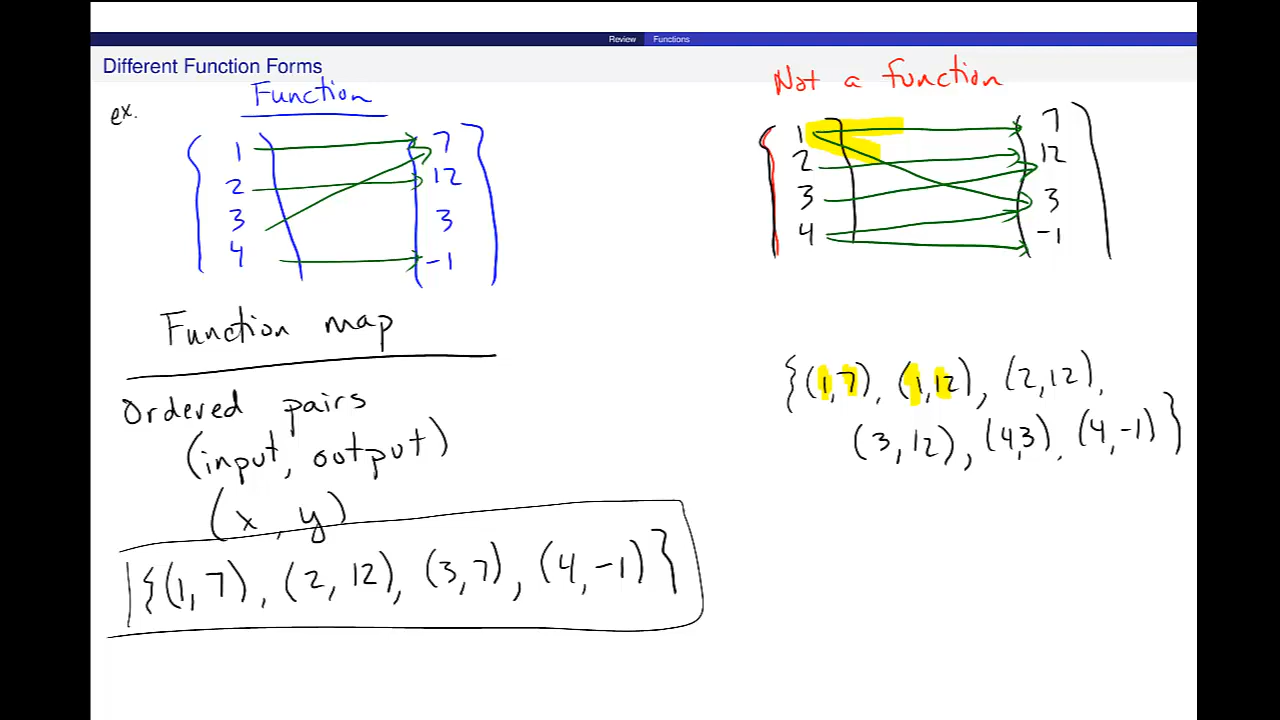 Review Functions
Different Function Forms
ex.
Function
1 7
2 12
3 3
4 -1
Not a function
1 7
2 12
3 3
4 -1
Function map
Ordered pairs
(input, output)
(x, y)
{(1, 7), (2, 12), (3, 7), (4, -1)}
{(1, 7), (1, 12), (2, 12),
(3, 12), (4,3), (4, -1)}